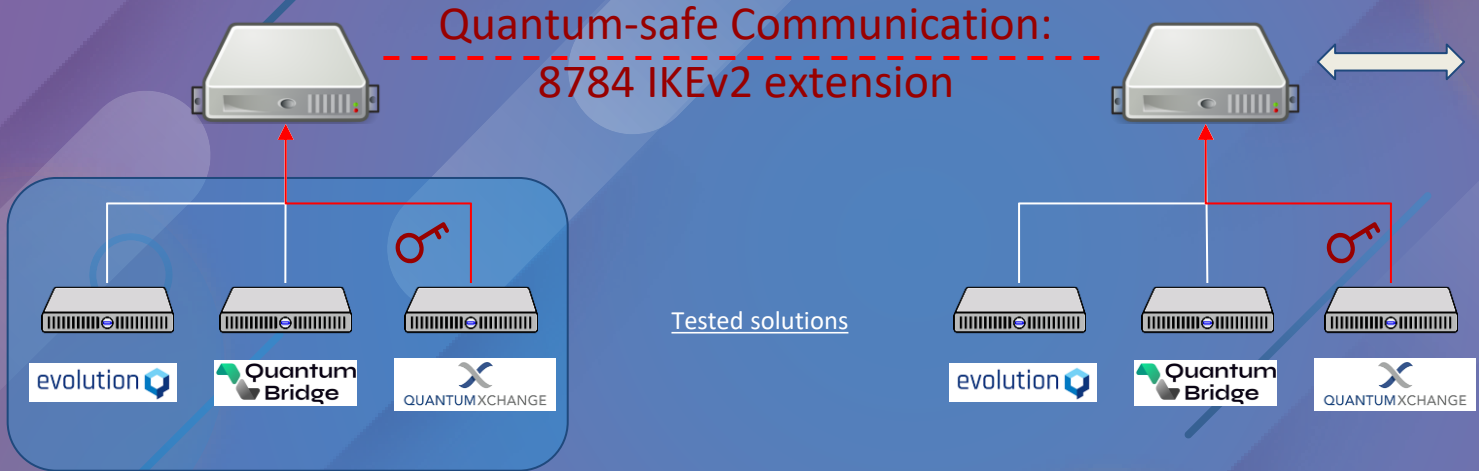 Quantum-safe Communication:
8784 IKEv2 extension
Tested solutions
evolution
Quantum
Bridge
QUANTUMXCHANGE
evolution
Quantum
Bridge
QUANTUMXCHANGE